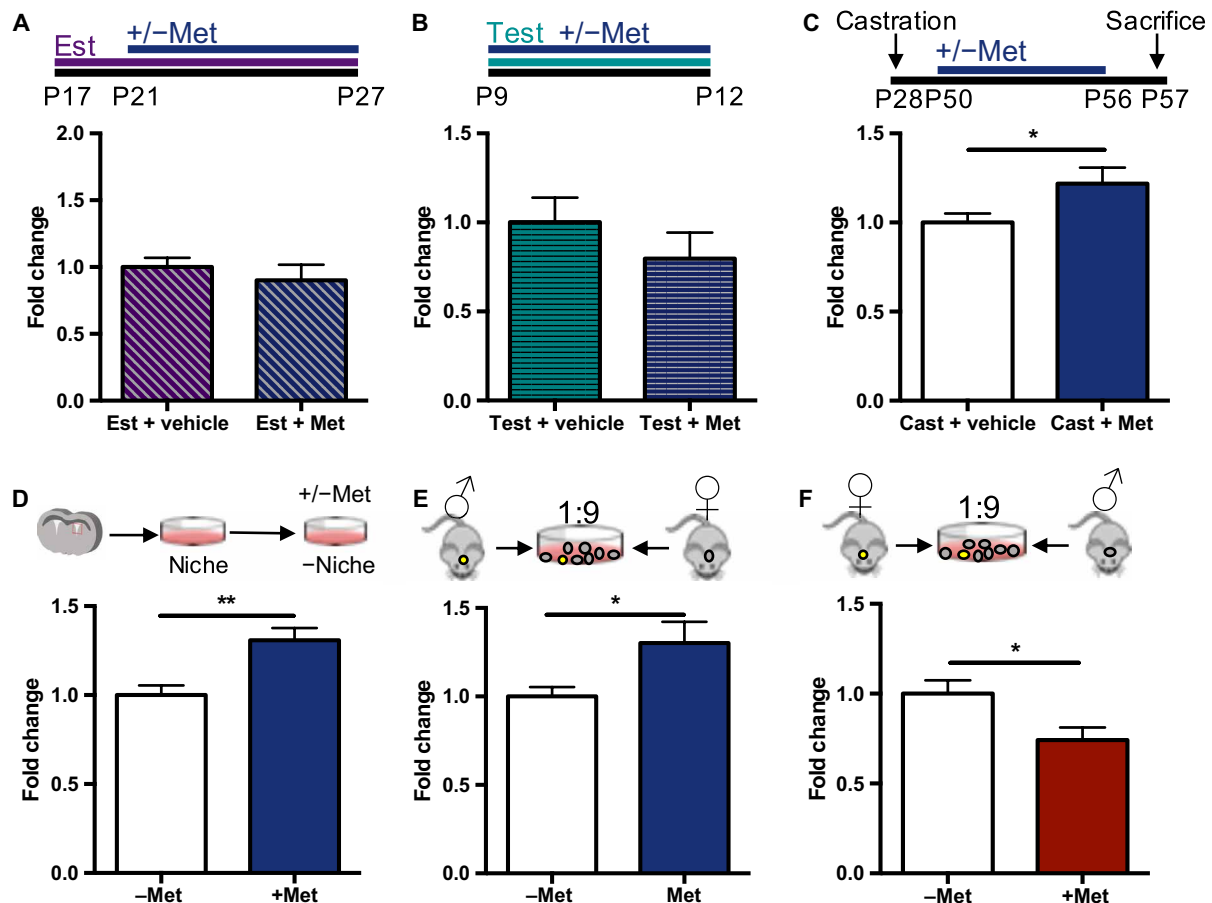 A
+/−Met
Est
P17 P21 P27
Fold change
2.0
1.5
1.0
0.5
0.0
Est + vehicle Est + Met
B
Test +/−Met
P9 P12
Fold change
1.5
1.0
0.5
0.0
Test + vehicle Test + Met
C
Castration Sacrifice
+/−Met
P28 P50 P56 P57
Fold change
1.5
1.0
0.5
0.0
*
Cast + vehicle Cast + Met
D
+/−Met
Niche −Niche
Fold change
1.5
1.0
0.5
0.0
**
–Met +Met
E
♂ ♀
1:9
Fold change
1.5
1.0
0.5
0.0
*
–Met Met
F
♀ ♂
1:9
Fold change
1.5
1.0
0.5
0.0
*
–Met +Met